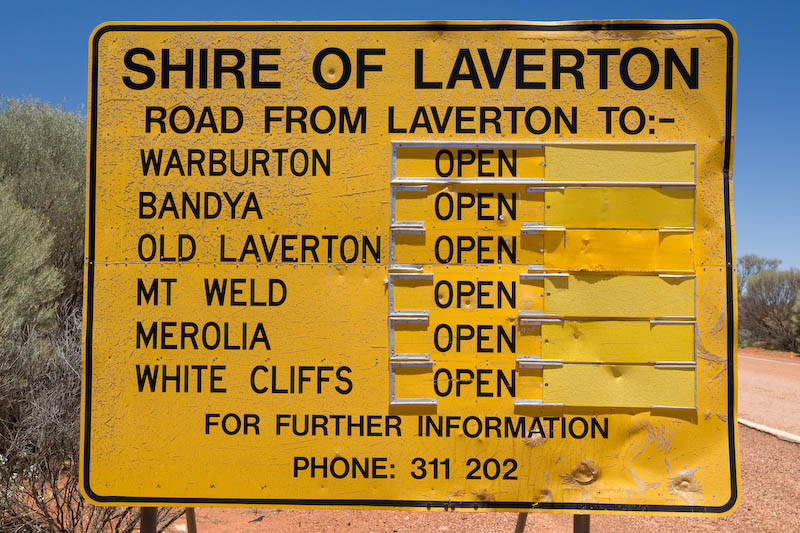 SHIRE OF LAVERTON
ROAD FROM LAVERTON TO:-
WARBURTON OPEN
BANDYA OPEN
OLD LAVERTON OPEN
MT WELD OPEN
MEROLIA OPEN
WHITE CLIFFS OPEN
FOR FURTHER INFORMATION
PHONE: 311 202